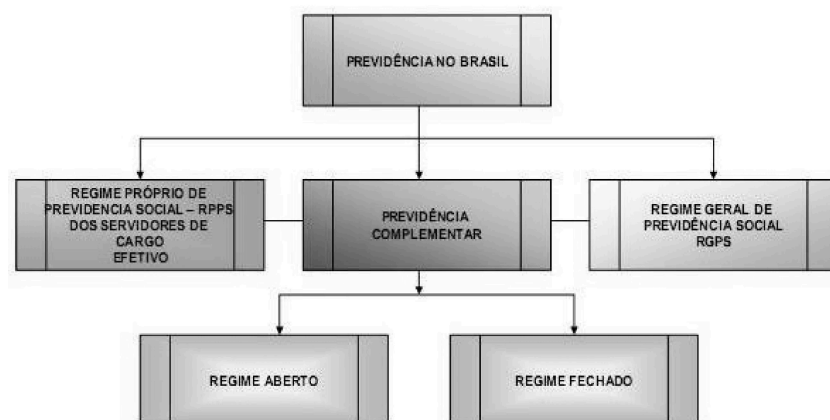 PREVIDÊNCIA NO BRASIL
REGIME PRÓPRIO DE
PREVIDENCIA SOCIAL – RPPS
DOS SERVIDORES DE
CARGO
EFETIVO
PREVIDÊNCIA
COMPLEMENTAR
REGIME GERAL DE
PREVIDÊNCIA SOCIAL
RGPS
REGIME ABERTO
REGIME FECHADO